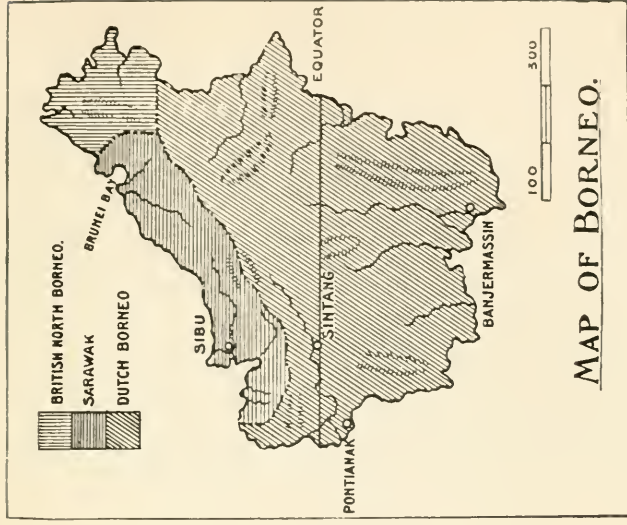 BRITISH NORTH BORNEO.
SARAWAK
DUTCH BORNEO
BRUNEI BAY
SIBU
EQUATOR
SINTANG
PONTIANAK
BANJERMASSIN
100 300
MAP OF BORNEO.